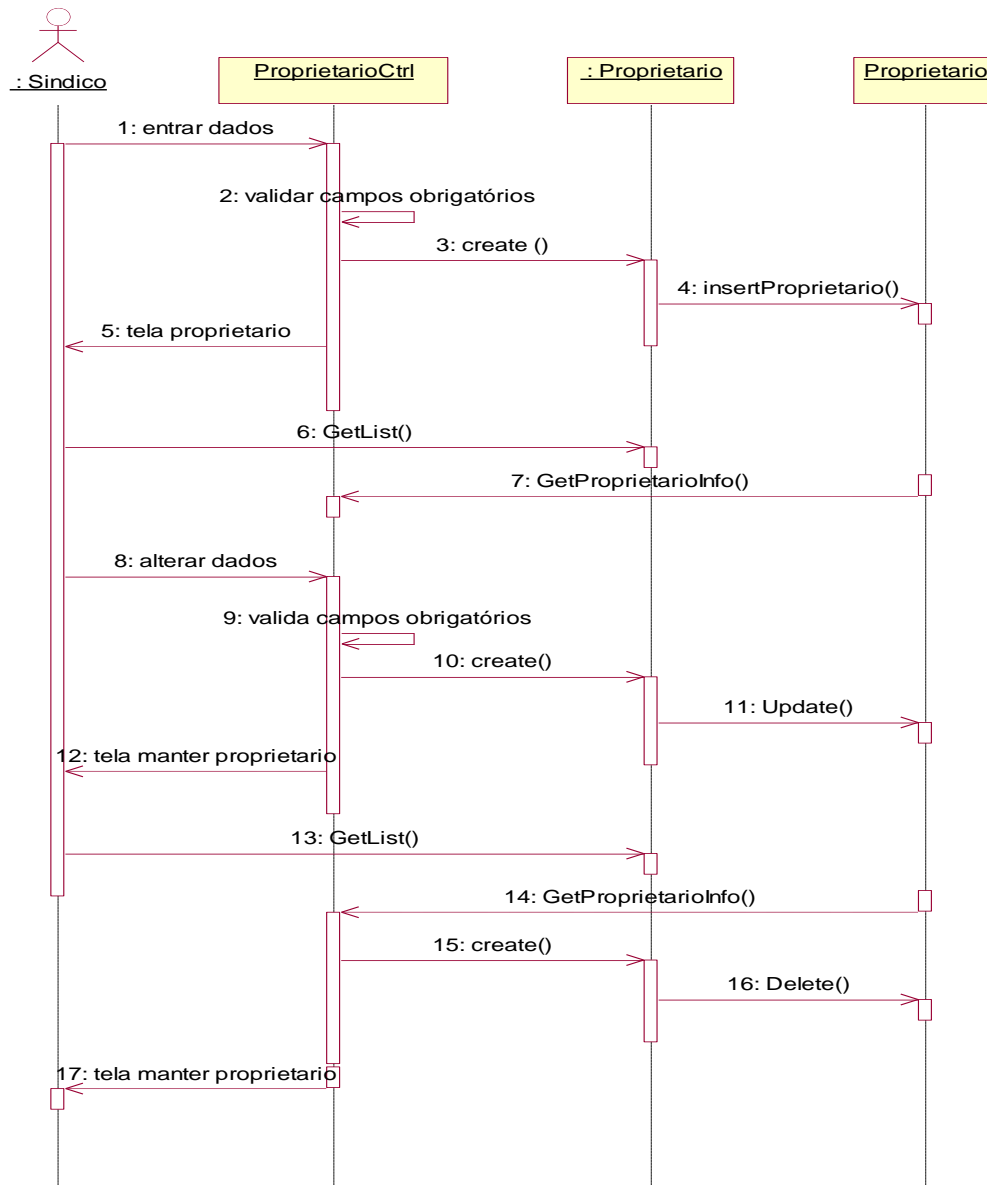 : Sindico
ProprietarioCtrl
: Proprietario
Proprietario
1: entrar dados
2: validar campos obrigatórios
3: create ()
4: insertProprietario()
5: tela proprietario
6: GetList()
7: GetProprietarioInfo()
8: alterar dados
9: valida campos obrigatórios
10: create()
11: Update()
12: tela manter proprietario
13: GetList()
14: GetProprietarioInfo()
15: create()
16: Delete()
17: tela manter proprietario